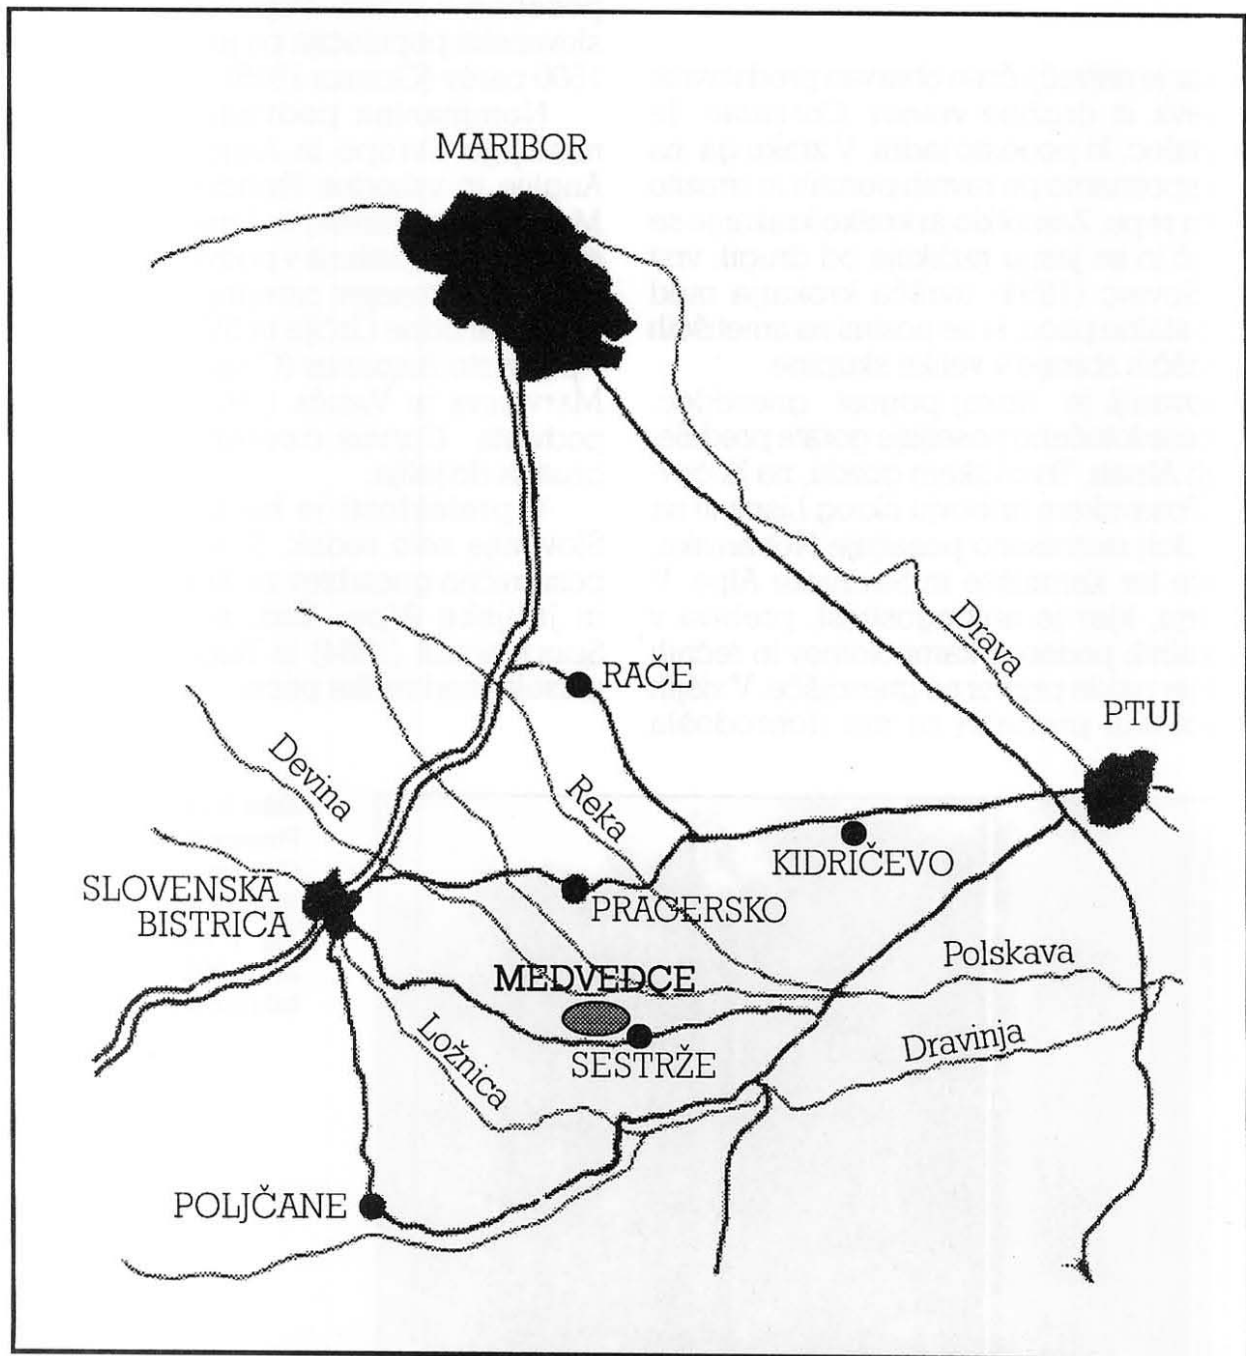 MARIBOR
RAČE
Drava
PTUJ
Devina
Reka
KIDRIČEVO
SLOVENSKA
BISTRICA
PRAGERSKO
Polskava
MEDVEDCE
Ložnica
SESTRŽE
Dravinja
POLJČANE